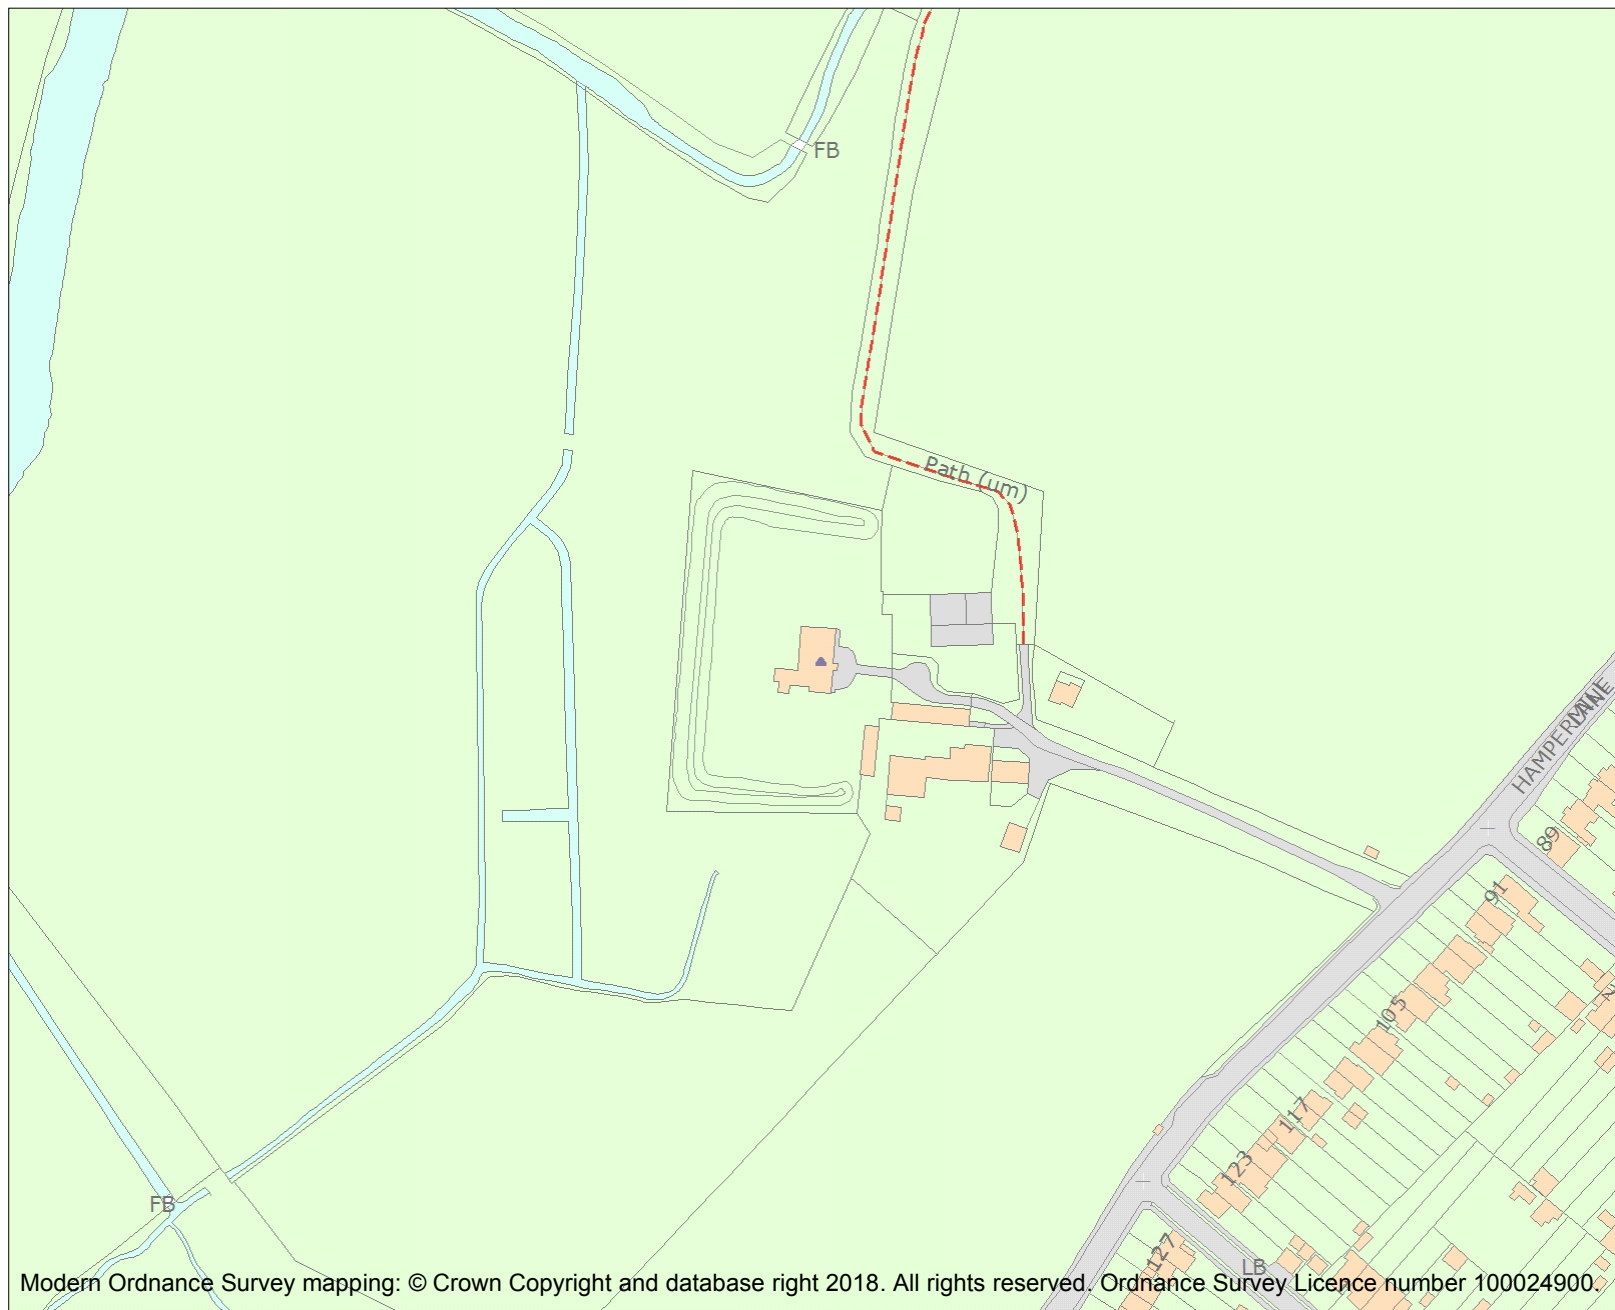 FB
Path (um)
HAMPERMILL LANE
89
91
105
117
123
127
FB
LB
Modern Ordnance Survey mapping: © Crown Copyright and database right 2018. All rights reserved. Ordnance Survey Licence number 100024900.